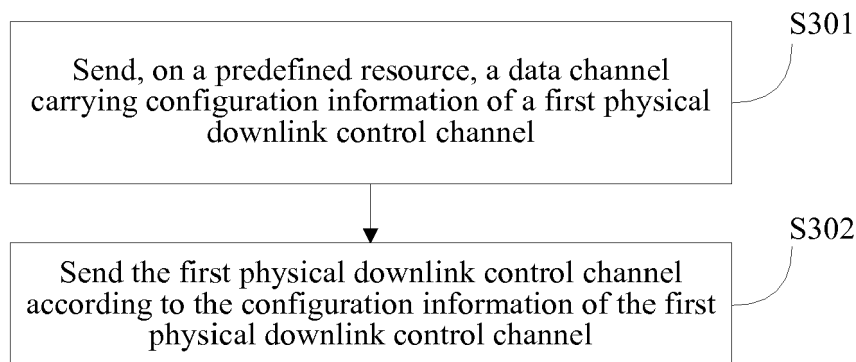 S301
Send, on a predefined resource, a data channel
carrying configuration information of a first physical
downlink control channel
S302
Send the first physical downlink control channel
according to the configuration information of the first
physical downlink control channel